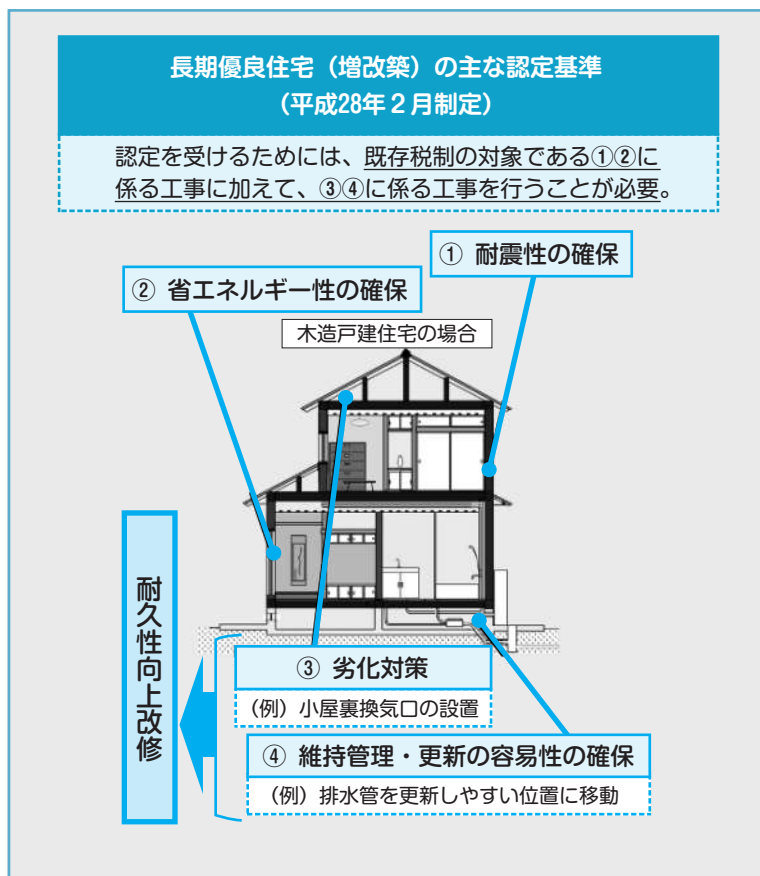 長期優良住宅（増改築）の主な認定基準
（平成28年２月制定）
認定を受けるためには、既存税制の対象である①②に
係る工事に加えて、③④に係る工事を行うことが必要。
① 耐震性の確保
② 省エネルギー性の確保
木造戸建住宅の場合
耐久性向上改修
③ 劣化対策
（例）小屋裏換気口の設置
④ 維持管理・更新の容易性の確保
（例）排水管を更新しやすい位置に移動